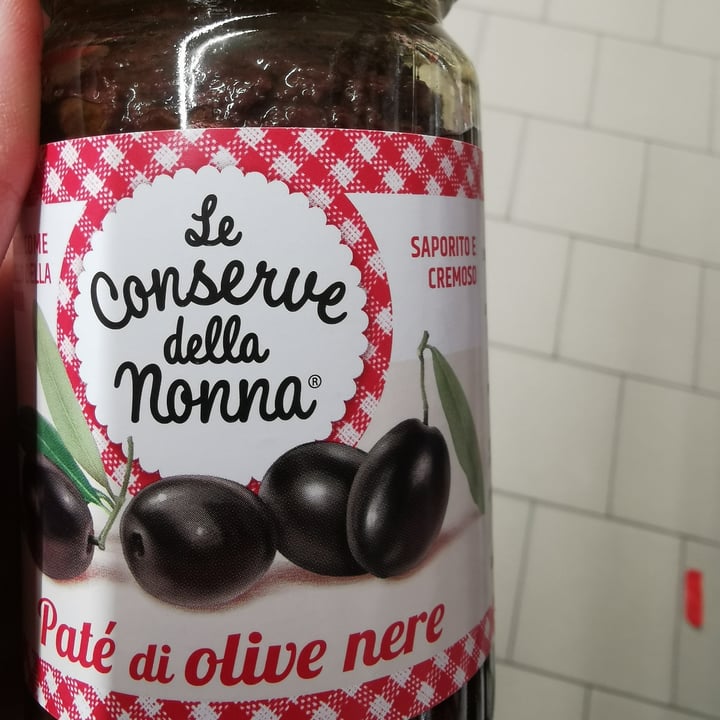 Le
Conserve
della
Nonna®
SAPORITO E
CREMOSO
Paté di olive nere